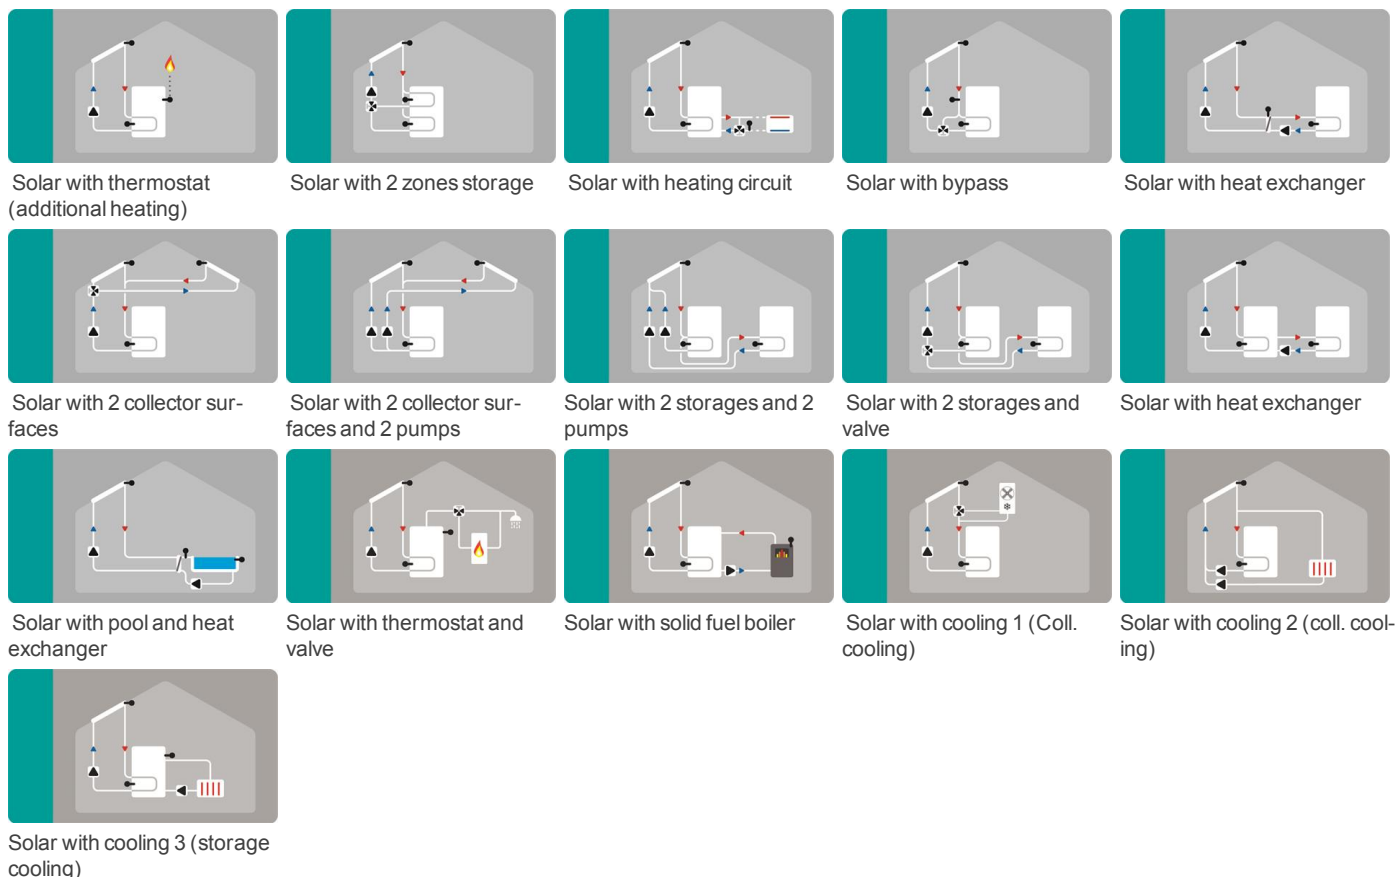 Solar with thermostat
(additional heating)
Solar with 2 zones storage
Solar with heating circuit
Solar with bypass
Solar with heat exchanger
Solar with 2 collector sur-
faces
Solar with 2 collector sur-
faces and 2 pumps
Solar with 2 storages and 2
pumps
Solar with 2 storages and
valve
Solar with heat exchanger
Solar with pool and heat
exchanger
Solar with thermostat and
valve
Solar with solid fuel boiler
Solar with cooling 1 (Coll.
cooling)
Solar with cooling 2 (coll. cool-
ing)
Solar with cooling 3 (storage
cooling)